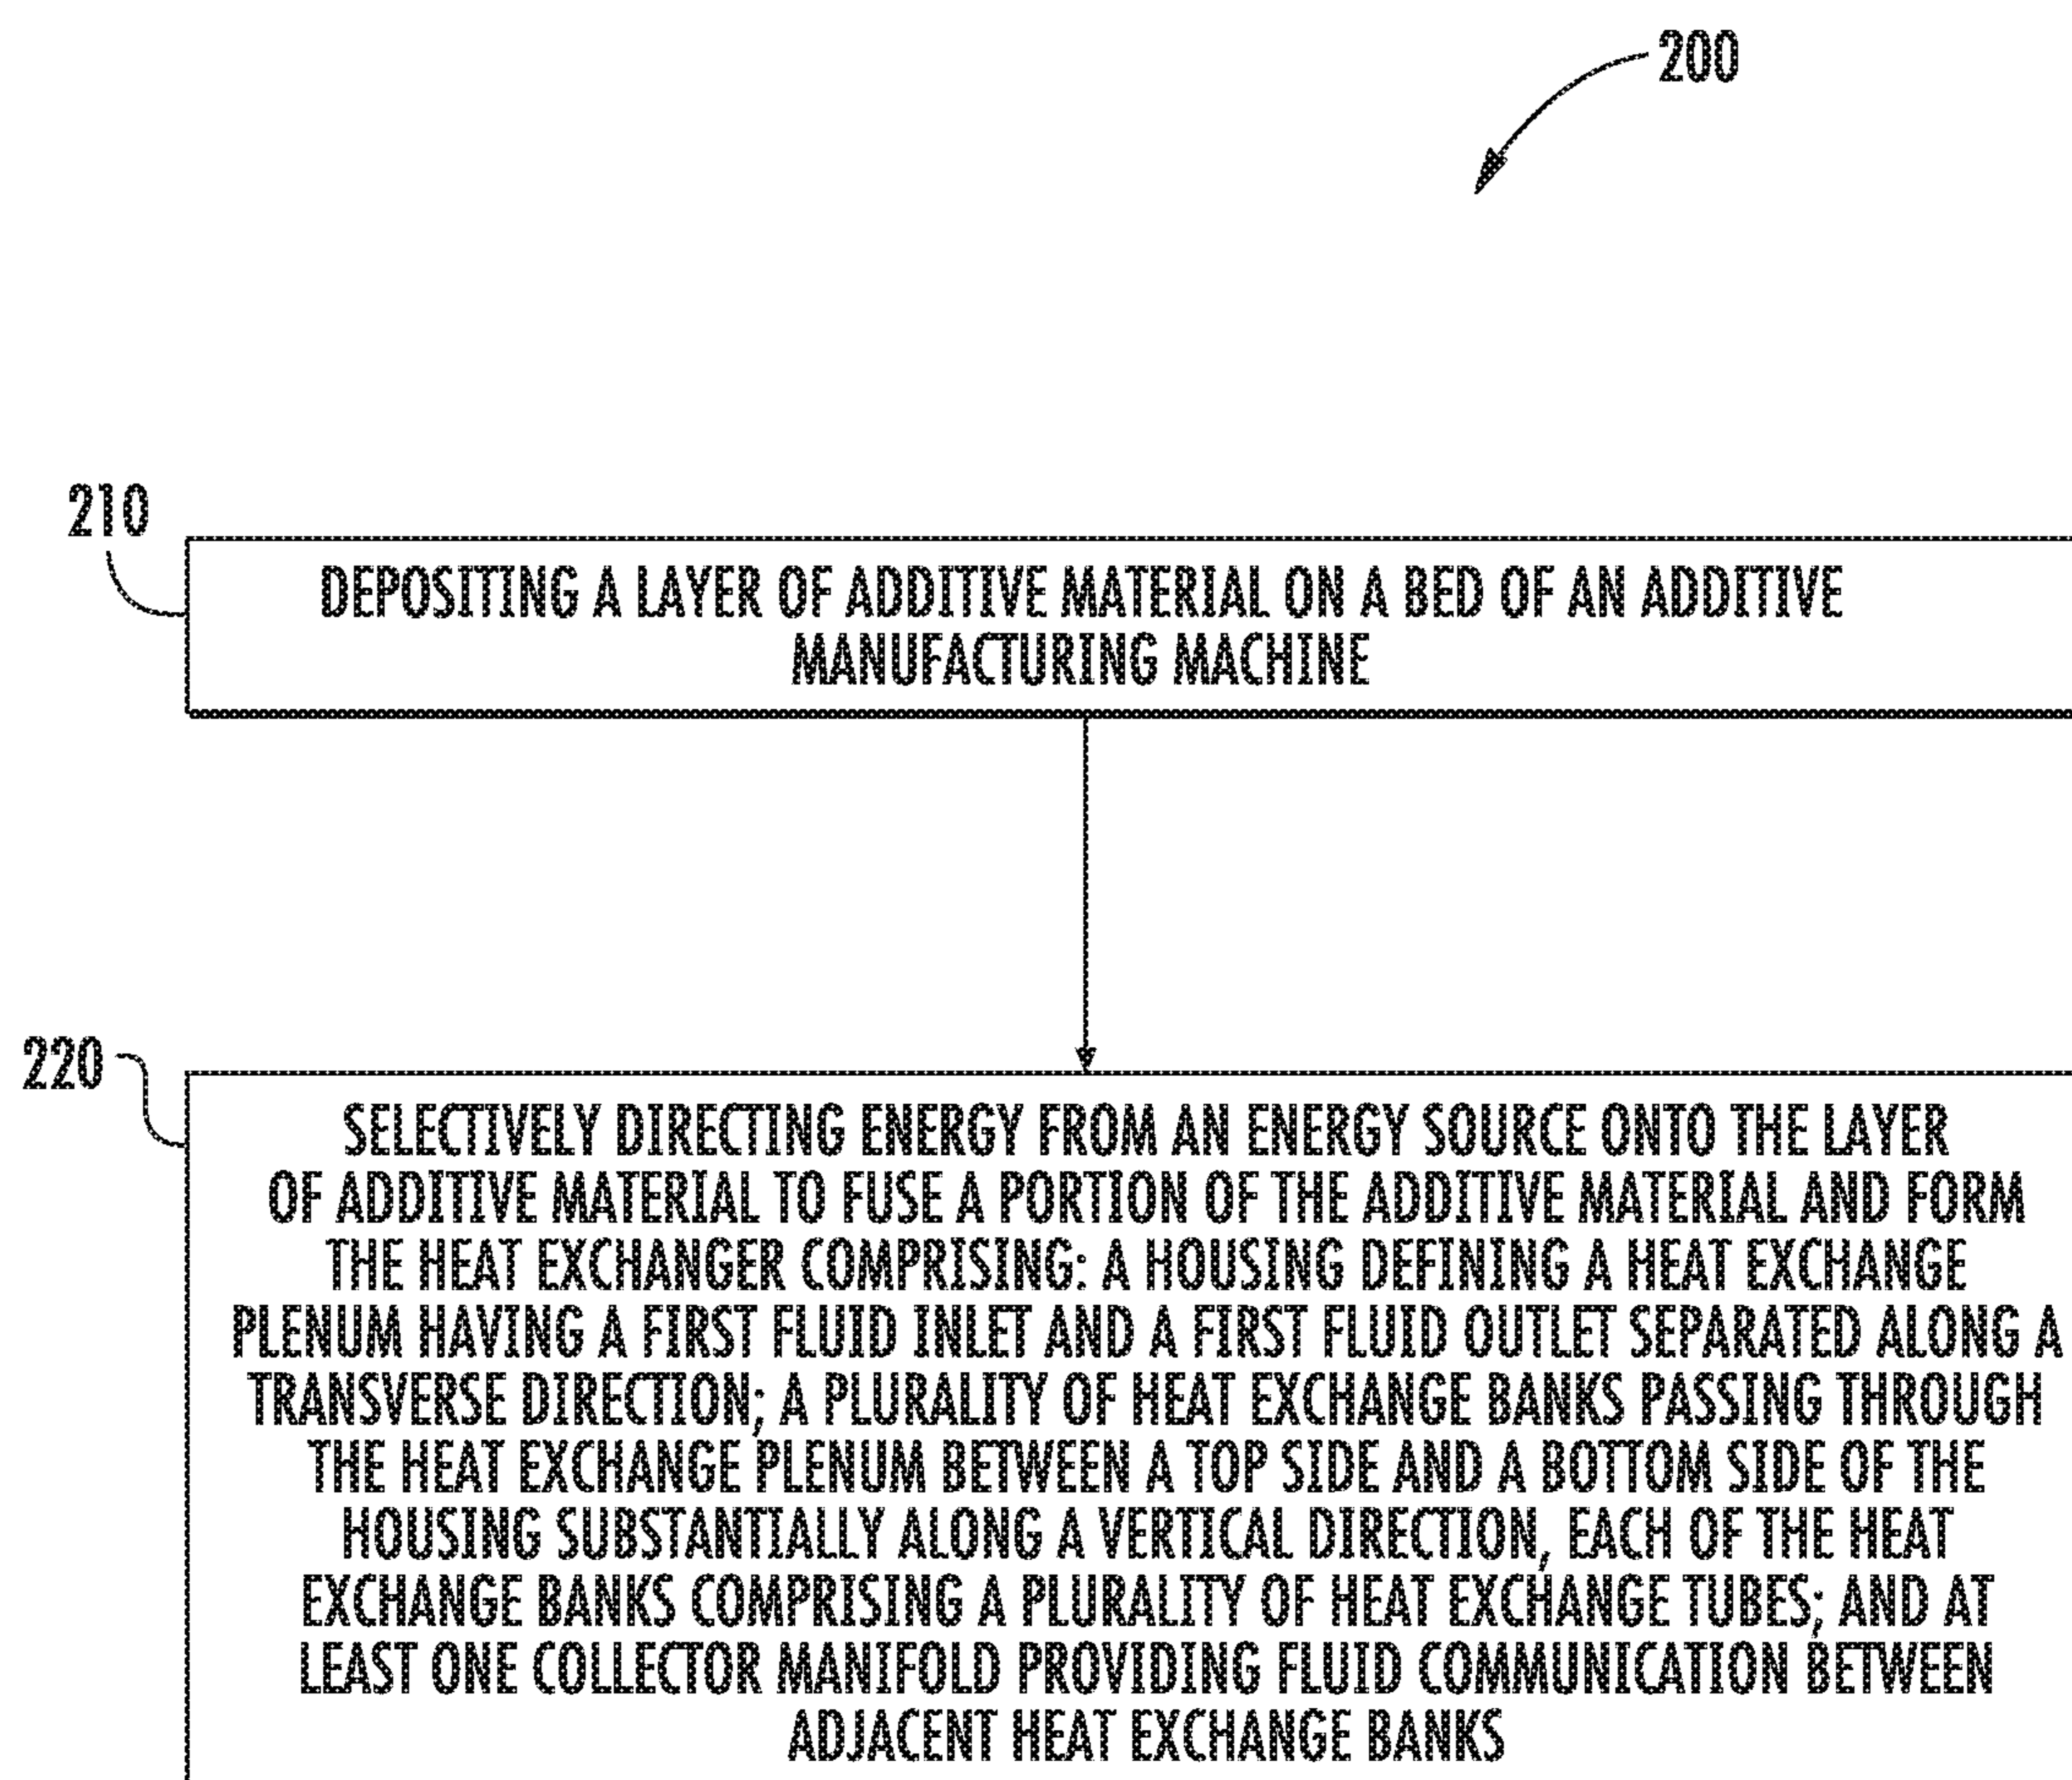 200
210
DEPOSITING A LAYER OF ADDITIVE MATERIAL ON A BED OF AN ADDITIVE
MANUFACTURING MACHINE
220
SELECTIVELY DIRECTING ENERGY FROM AN ENERGY SOURCE ONTO THE LAYER
OF ADDITIVE MATERIAL TO FUSE A PORTION OF THE ADDITIVE MATERIAL AND FORM
THE HEAT EXCHANGER COMPRISING: A HOUSING DEFINING A HEAT EXCHANGE
PLENUM HAVING A FIRST FLUID INLET AND A FIRST FLUID OUTLET SEPARATED ALONG A
TRANSVERSE DIRECTION; A PLURALITY OF HEAT EXCHANGE BANKS PASSING THROUGH
THE HEAT EXCHANGE PLENUM BETWEEN A TOP SIDE AND A BOTTOM SIDE OF THE
HOUSING SUBSTANTIALLY ALONG A VERTICAL DIRECTION, EACH OF THE HEAT
EXCHANGE BANKS COMPRISING A PLURALITY OF HEAT EXCHANGE TUBES; AND AT
LEAST ONE COLLECTOR MANIFOLD PROVIDING FLUID COMMUNICATION BETWEEN
ADJACENT HEAT EXCHANGE BANKS